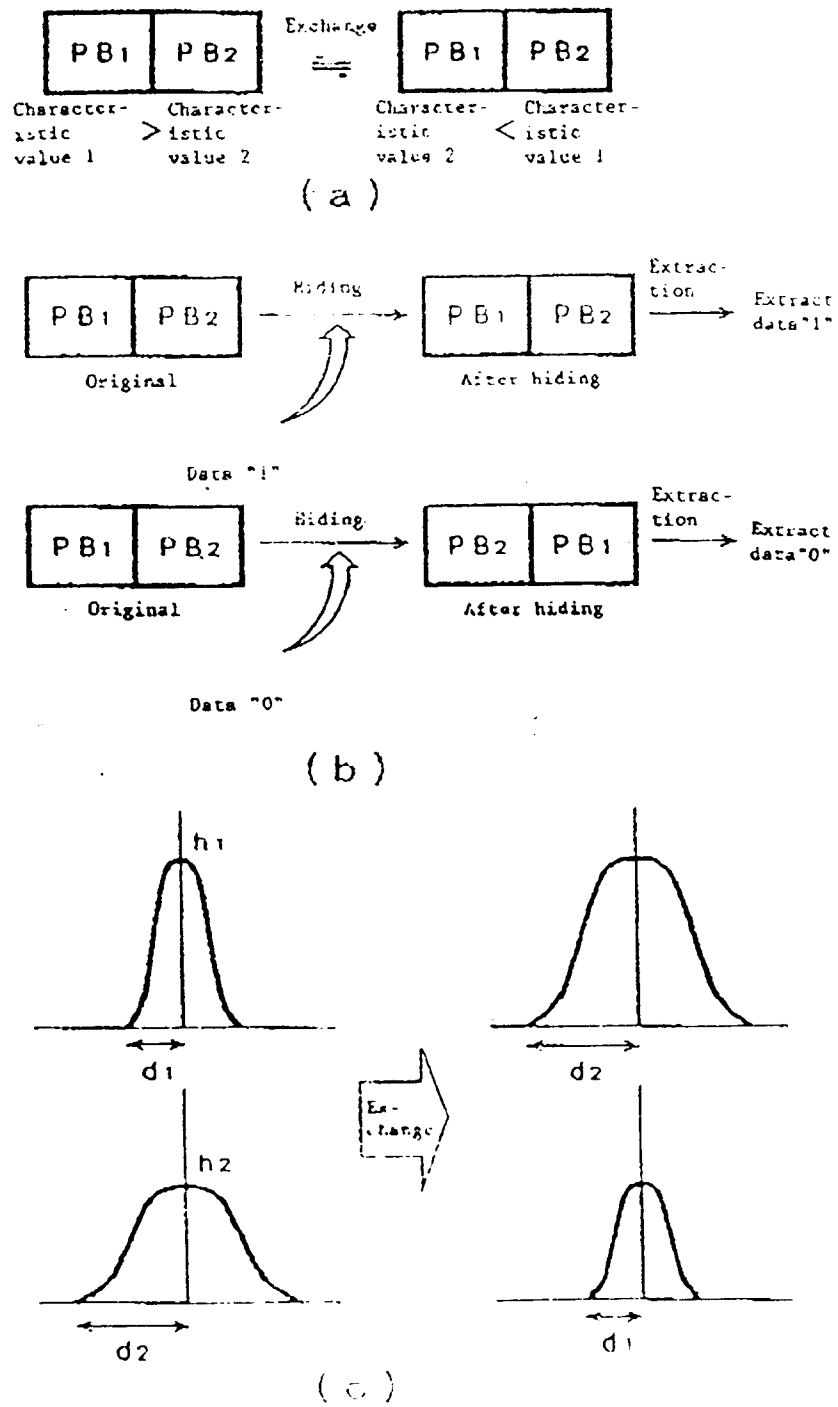 PB1 PB2 Exchange PB1 PB2
Character- Character- Character- Character-
istic > istic istic < istic
value 1 value 2 value 2 value 1
(a)
Hiding Extrac-
tion
PB1 PB2 PB1 PB2 Extract
data"1"
Original After hiding
Data "1"
Hiding Extrac-
tion
PB1 PB2 PB2 PB1 Extract
data"0"
Original After hiding
Data "0"
(b)
h1
d1 d2
Ex-
change
h2
d2 d1
(c)